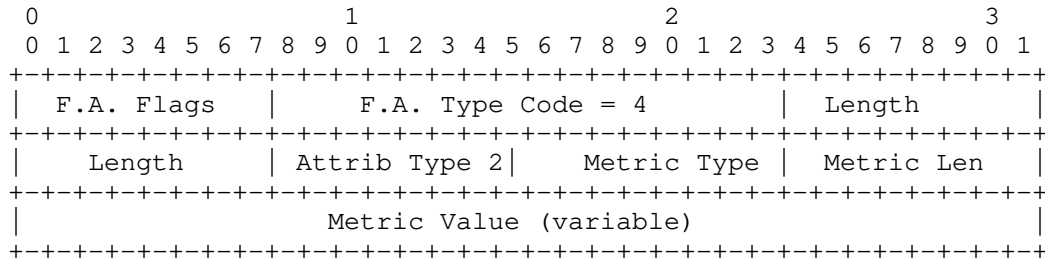 0                   1                   2                   3
 0 1 2 3 4 5 6 7 8 9 0 1 2 3 4 5 6 7 8 9 0 1 2 3 4 5 6 7 8 9 0 1
+-+-+-+-+-+-+-+-+-+-+-+-+-+-+-+-+-+-+-+-+-+-+-+-+-+-+-+-+-+-+-+-+
|  F.A. Flags   |     F.A. Type Code = 4        |  Length       |
+-+-+-+-+-+-+-+-+-+-+-+-+-+-+-+-+-+-+-+-+-+-+-+-+-+-+-+-+-+-+-+-+
|    Length     | Attrib Type 2|    Metric Type |  Metric Len   |
+-+-+-+-+-+-+-+-+-+-+-+-+-+-+-+-+-+-+-+-+-+-+-+-+-+-+-+-+-+-+-+-+
|                   Metric Value (variable)                     |
+-+-+-+-+-+-+-+-+-+-+-+-+-+-+-+-+-+-+-+-+-+-+-+-+-+-+-+-+-+-+-+-+